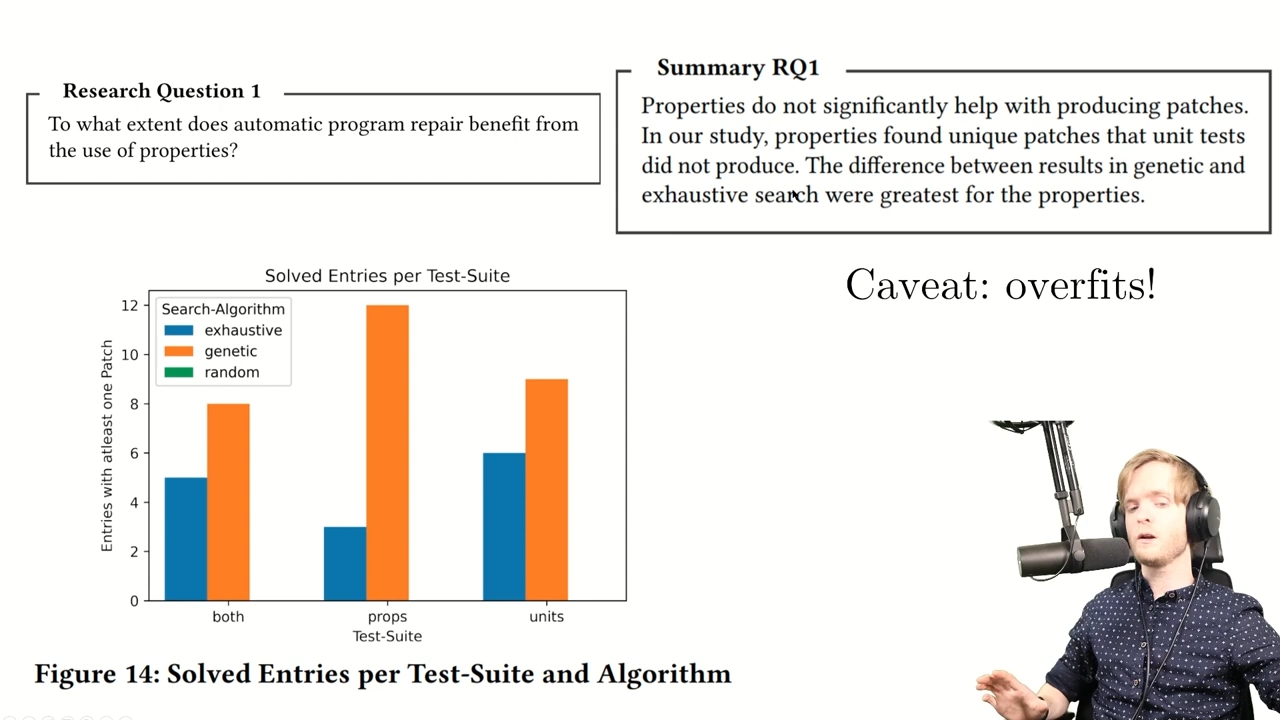 Research Question 1
To what extent does automatic program repair benefit from
the use of properties?
Summary RQ1
Properties do not significantly help with producing patches.
In our study, properties found unique patches that unit tests
did not produce. The difference between results in genetic and
exhaustive search were greatest for the properties.
Caveat: overfits!
Solved Entries per Test-Suite
Search-Algorithm
exhaustive
genetic
random
Entries with atleast one Patch
12
10
8
6
4
2
0
both
props
units
Test-Suite
Figure 14: Solved Entries per Test-Suite and Algorithm